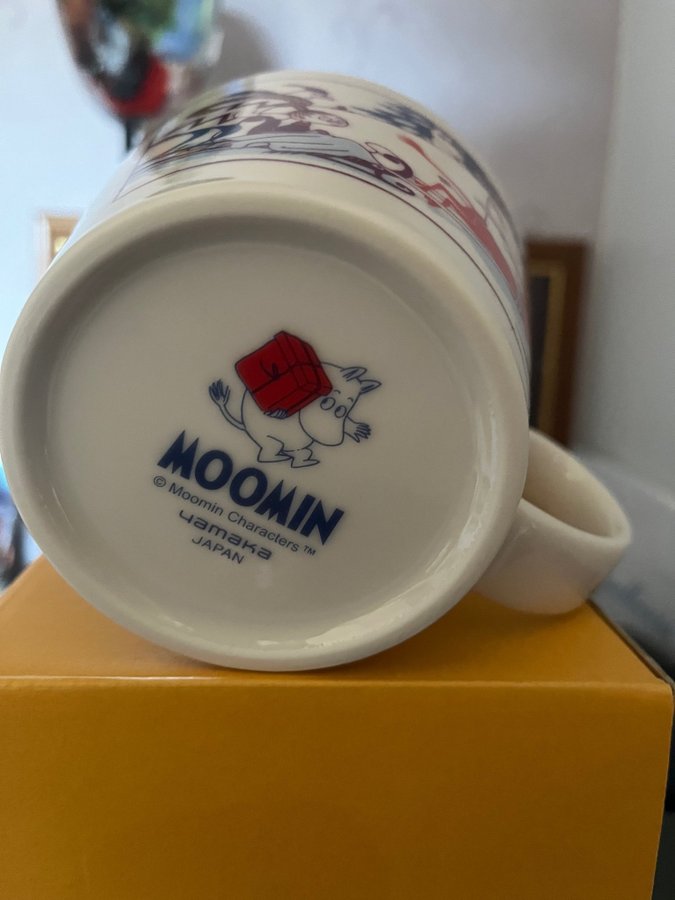 MOOMIN
© Moomin Characters ™
yamaka
JAPAN